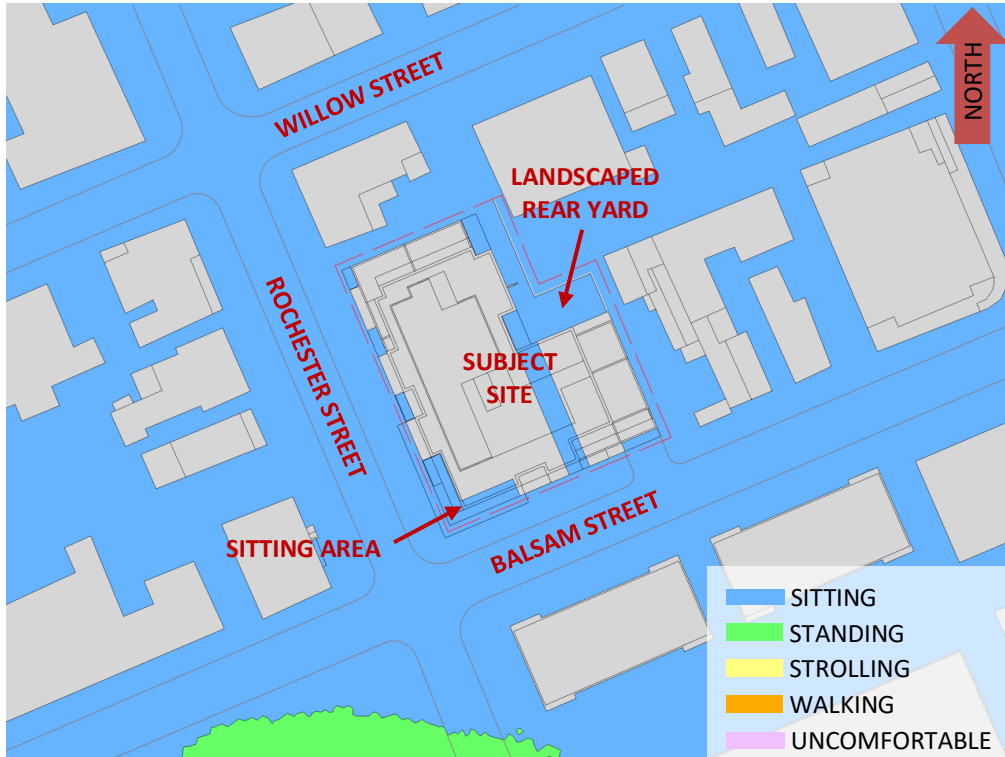 WILLOW STREET
NORTH
LANDSCAPED
REAR YARD
ROCHESTER STREET
SUBJECT
SITE
SITTING AREA
BALSAM STREET
SITTING
STANDING
STROLLING
WALKING
UNCOMFORTABLE